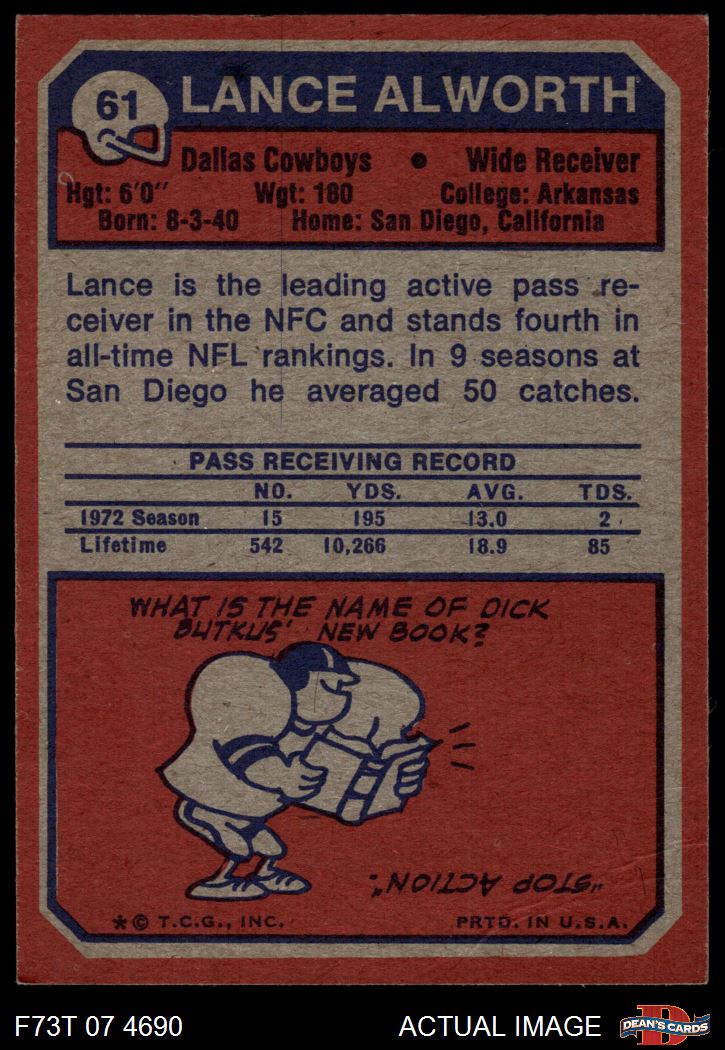 61
LANCE ALWORTH
Dallas Cowboys • Wide Receiver
Hgt: 6'0" Wgt: 180 College: Arkansas
Born: 8-3-40 Home: San Diego, California
Lance is the leading active pass re-
ceiver in the NFC and stands fourth in
all-time NFL rankings. In 9 seasons at
San Diego he averaged 50 catches.
PASS RECEIVING RECORD
NO. YDS. AVG. TDS.
1972 Season 15 195 13.0 2
Lifetime 542 10,266 18.9 85
WHAT IS THE NAME OF DICK
BUTKUS' NEW BOOK?
"STOP ACTION".
*© T.C.G., INC. PRTD. IN U.S.A.
F73T 07 4690 ACTUAL IMAGE
D
DEAN'S CARDS